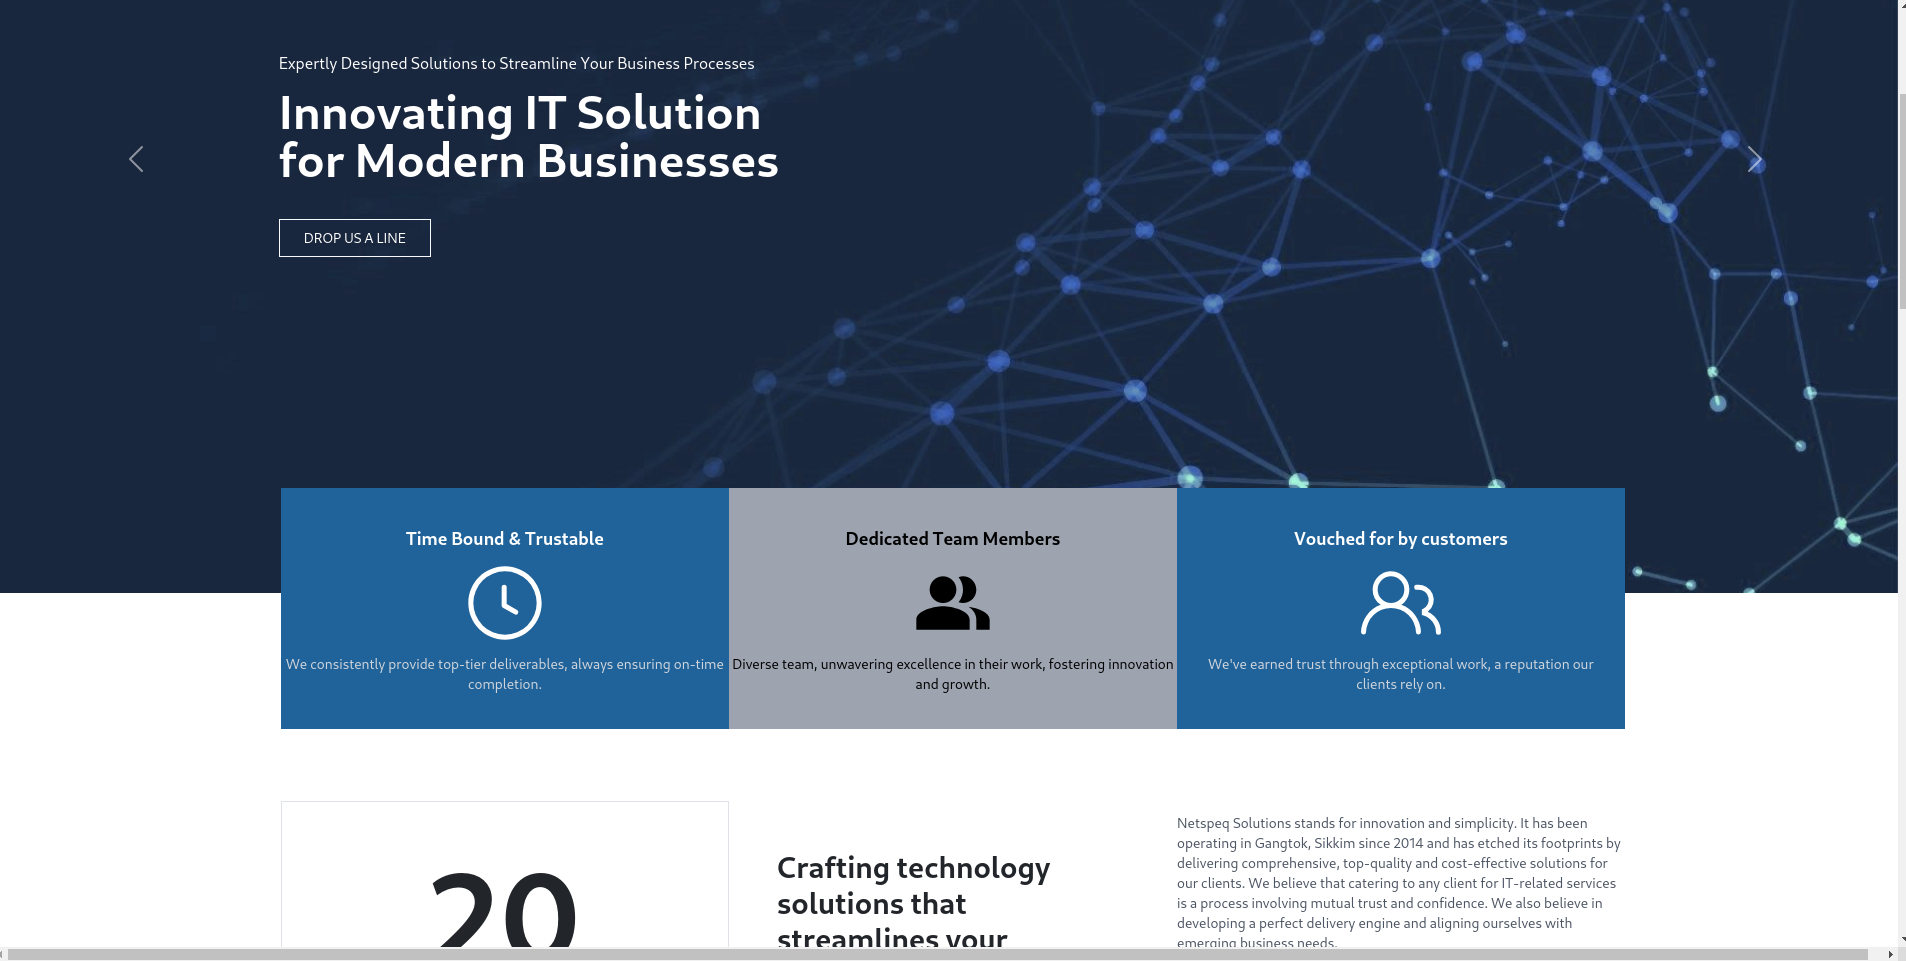 Expertly Designed Solutions to Streamline Your Business Processes
Innovating IT Solution
for Modern Businesses
DROP US A LINE
Time Bound & Trustable
We consistently provide top-tier deliverables, always ensuring on-time
completion.
Dedicated Team Members
Diverse team, unwavering excellence in their work, fostering innovation
and growth.
Vouched for by customers
We've earned trust through exceptional work, a reputation our
clients rely on.
20
Crafting technology
solutions that
streamlines your
Netspeq Solutions stands for innovation and simplicity. It has been
operating in Gangtok, Sikkim since 2014 and has etched its footprints by
delivering comprehensive, top-quality and cost-effective solutions for
our clients. We believe that catering to any client for IT-related services
is a process involving mutual trust and confidence. We also believe in
developing a perfect delivery engine and aligning ourselves with
emerging business needs.